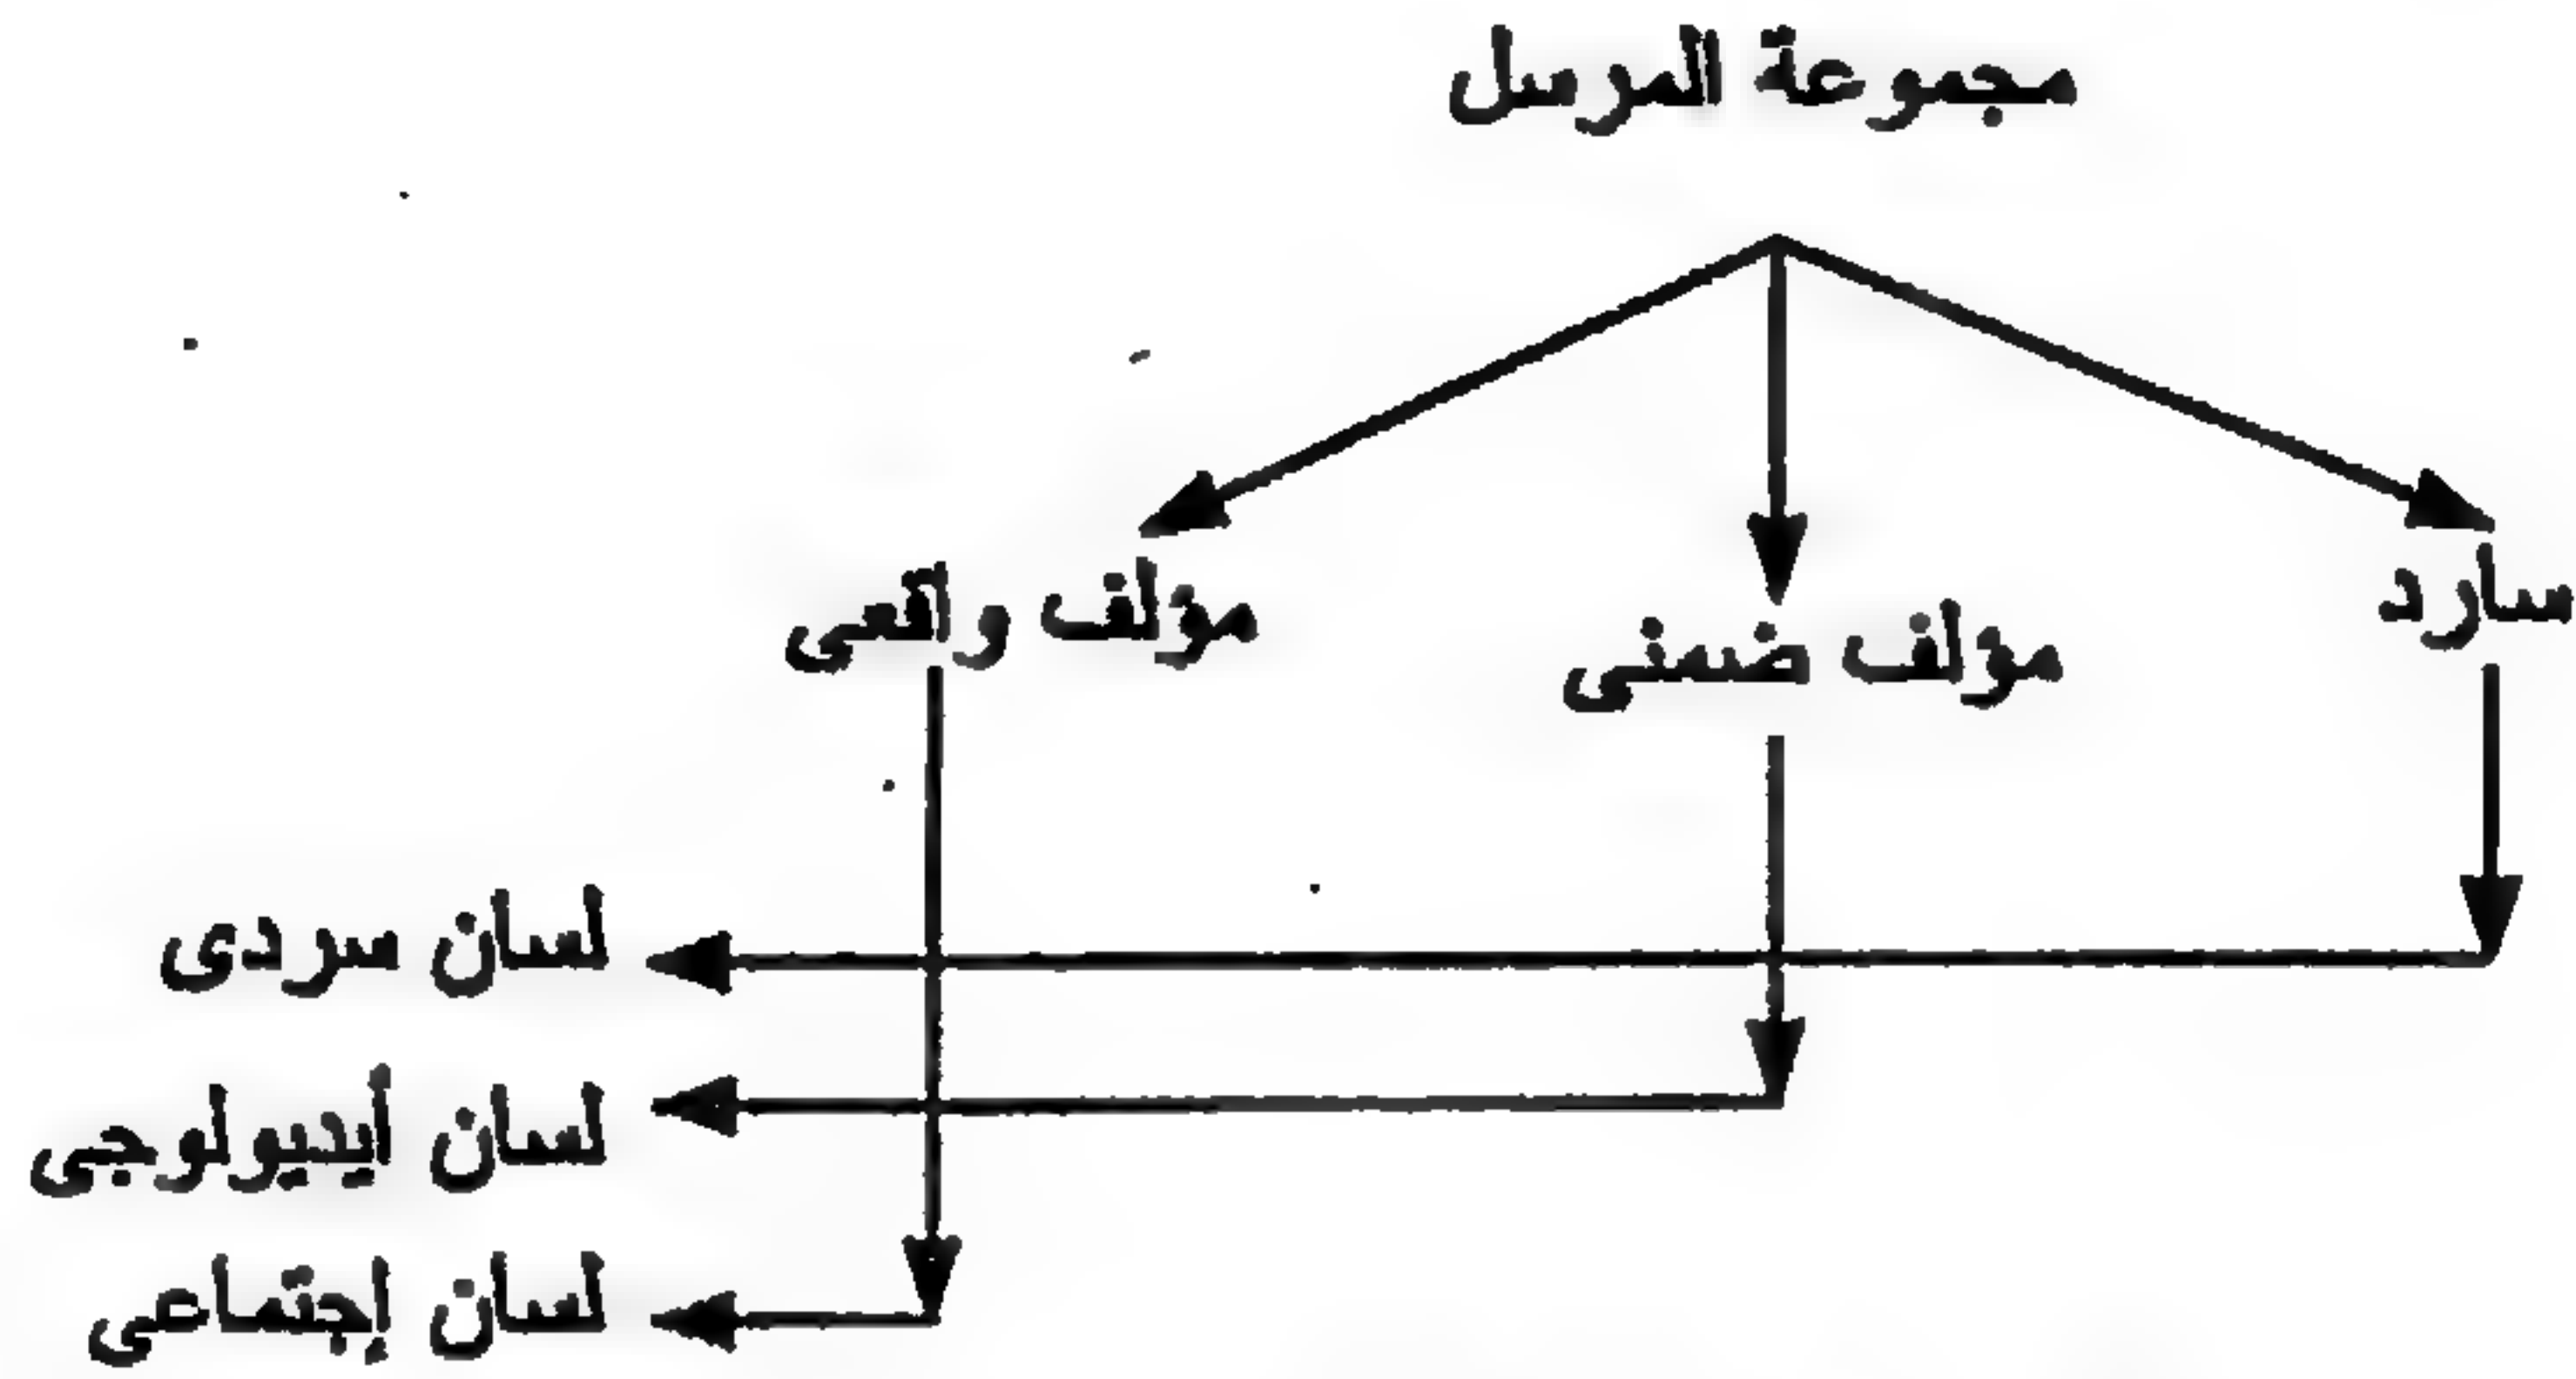 مجموعة المرسل
سارد
مؤلف ضمنى
مؤلف واقعى
لسان سردى
لسان أيديولوجى
لسان إجتماعى